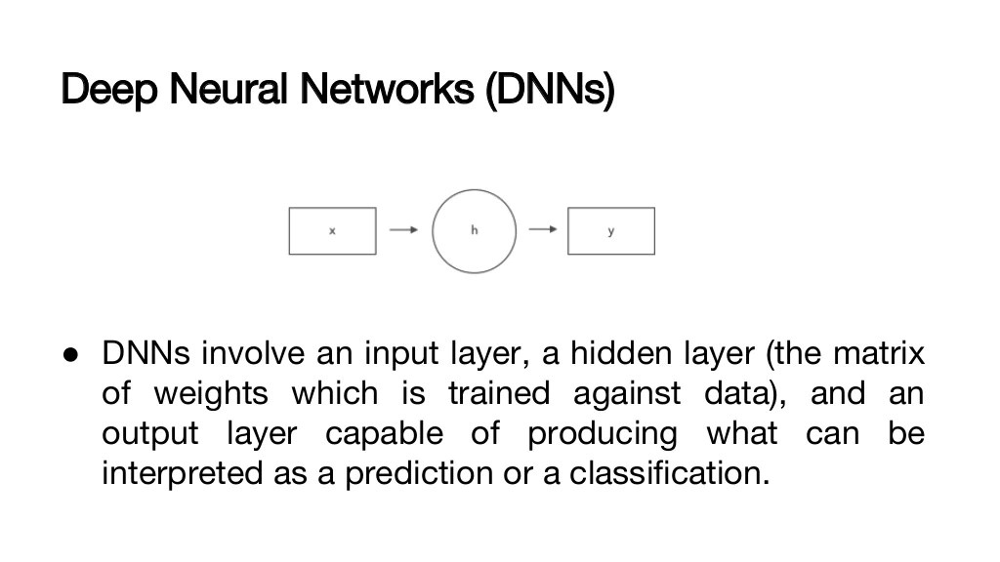 Deep Neural Networks (DNNs)
x
h
y
● DNNs involve an input layer, a hidden layer (the matrix
of weights which is trained against data), and an
output layer capable of producing what can be
interpreted as a prediction or a classification.